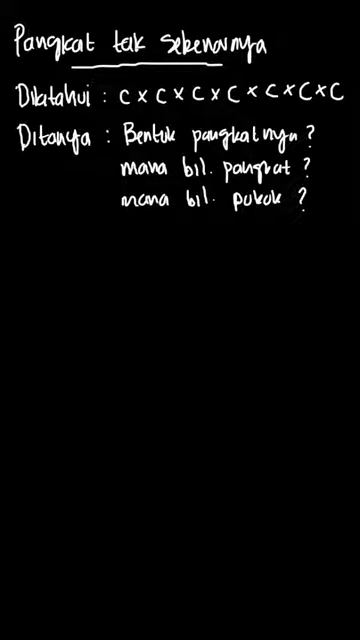 Pangkat tak sebenarnya
Diketahui : C x C x C x C x C x C x C
Ditanya : Bentuk pangkatnya ?
mana bil. pangkat ?
mana bil. pokok ?